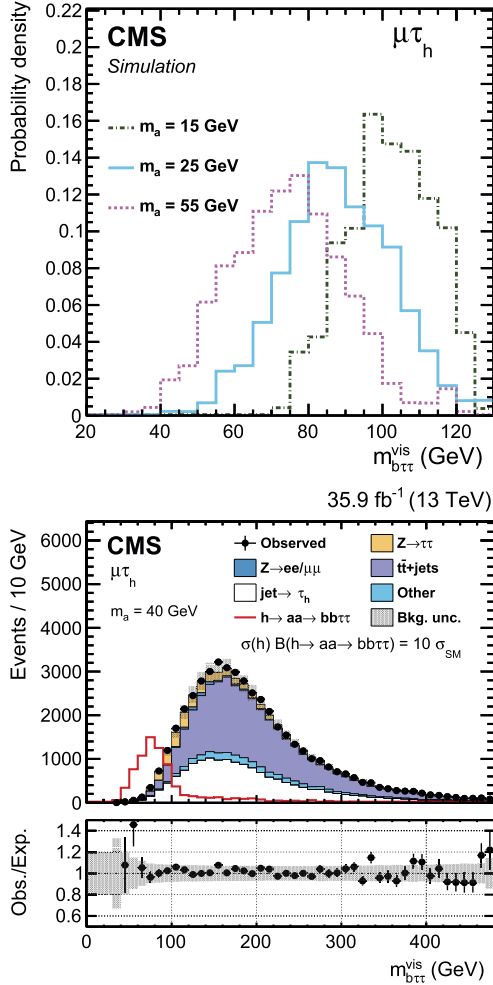 Probability density
0.22
0.2
0.18
0.16
0.14
0.12
0.1
0.08
0.06
0.04
0.02
0
CMS
Simulation
μτh
ma = 15 GeV
ma = 25 GeV
ma = 55 GeV
20 40 60 80 100 120
m^vis_bττ (GeV)
35.9 fb⁻¹ (13 TeV)
Events / 10 GeV
6000
5000
4000
3000
2000
1000
0
CMS
μτh
ma = 40 GeV
Observed
Z→ττ
Z→ee/μμ
tt̄+jets
jet→ τh
Other
h→ aa→ bbττ
Bkg. unc.
σ(h) B(h→ aa→ bbττ) = 10 σSM
Obs./Exp.
1.4
1.2
1
0.8
0.6
0 100 200 300 400
m^vis_bττ (GeV)